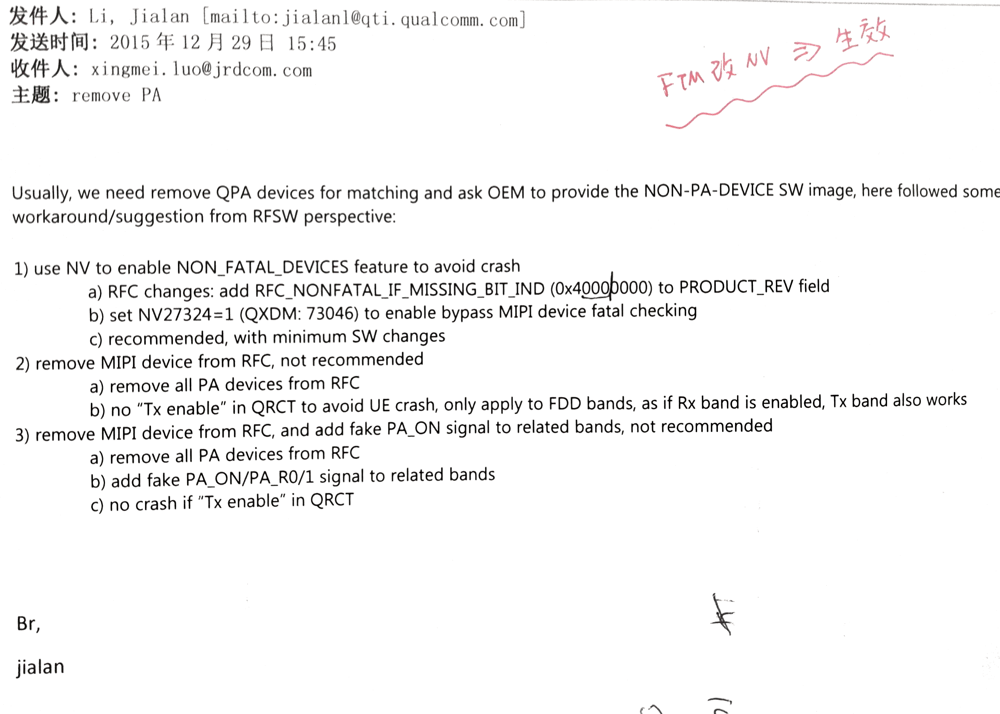 发件人: Li, Jialan [mailto:jialanl@qti.qualcomm.com]
发送时间: 2015 年 12 月 29 日 15:45
收件人: xingmei.luo@jrdcom.com
主题: remove PA
FTM 改 NV ⇒ 生效
Usually, we need remove QPA devices for matching and ask OEM to provide the NON-PA-DEVICE SW image, here followed some
workaround/suggestion from RFSW perspective:
1) use NV to enable NON_FATAL_DEVICES feature to avoid crash
a) RFC changes: add RFC_NONFATAL_IF_MISSING_BIT_IND (0x40000000) to PRODUCT_REV field
b) set NV27324=1 (QXDM: 73046) to enable bypass MIPI device fatal checking
c) recommended, with minimum SW changes
2) remove MIPI device from RFC, not recommended
a) remove all PA devices from RFC
b) no "Tx enable" in QRCT to avoid UE crash, only apply to FDD bands, as if Rx band is enabled, Tx band also works
3) remove MIPI device from RFC, and add fake PA_ON signal to related bands, not recommended
a) remove all PA devices from RFC
b) add fake PA_ON/PA_R0/1 signal to related bands
c) no crash if "Tx enable" in QRCT
Br,
jialan